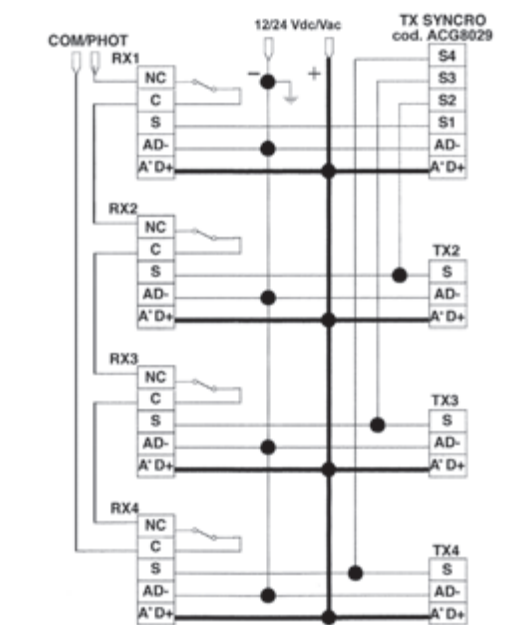 12/24 Vdc/Vac
TX SYNCRO
cod. ACG8029
COM/PHOT
RX1
NC
C
S
AD-
A+ D+
S4
S3
S2
S1
AD-
A+ D+
-
+
RX2
NC
C
S
AD-
A+ D+
TX2
S
AD-
A+ D+
RX3
NC
C
S
AD-
A+ D+
TX3
S
AD-
A+ D+
RX4
NC
C
S
AD-
A+ D+
TX4
S
AD-
A+ D+